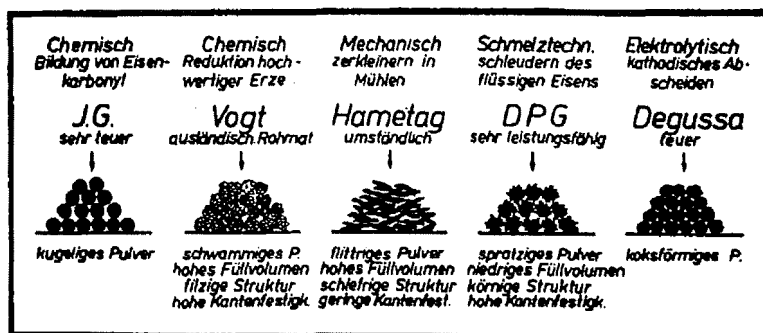 Chemisch
Bildung von Eisen-
karbonyl
J.G.
sehr teuer
kugeliges Pulver
Chemisch
Reduktion hoch-
wertiger Erze
Vogt
ausländisch. Rohmat
schwammiges P.
hohes Füllvolumen
filzige Struktur
hohe Kantenfestigk.
Mechanisch
zerkleinern in
Mühlen
Hametag
umständlich
flittriges Pulver
hohes Füllvolumen
schiefrige Struktur
geringe Kantenfest.
Schmelztechn.
schleudern des
flüssigen Eisens
DPG
sehr leistungsfähig
spratziges Pulver
niedriges Füllvolumen
körnige Struktur
hohe Kantenfestigk.
Elektrolytisch
kathodisches Ab-
scheiden
Degussa
teuer
koksförmiges P.